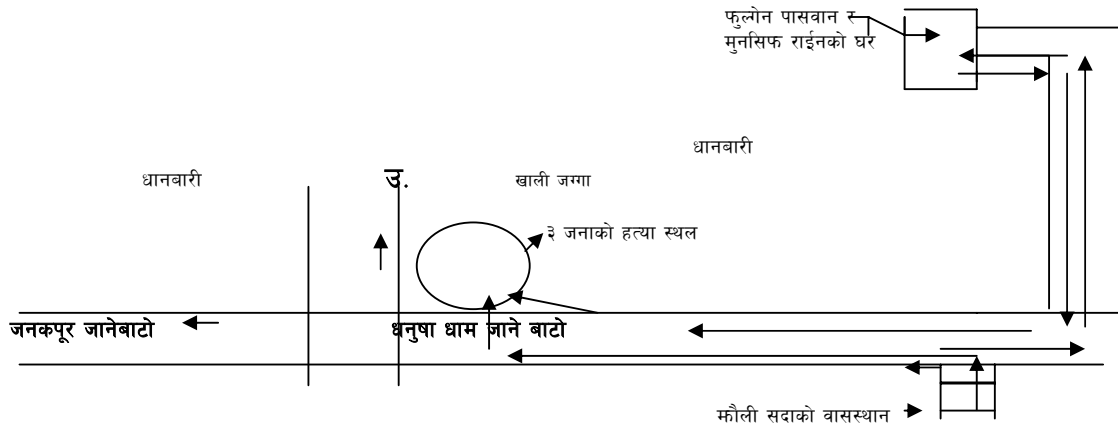 फुल्गेन पासवान र
मुनसिफ राईनको घर
धानबारी
धानबारी
उ.
खाली जग्गा
३ जनाको हत्या स्थल
जनकपूर जानेबाटो
धनुषा धाम जाने बाटो
झौली सदाको वासस्थान